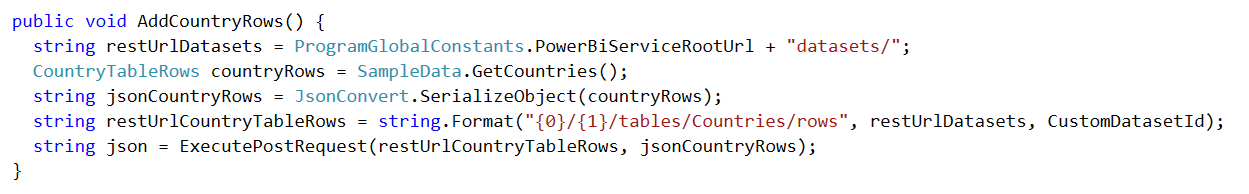 public void AddCountryRows() {
  string restUrlDatasets = ProgramGlobalConstants.PowerBiServiceRootUrl + "datasets/";
  CountryTableRows countryRows = SampleData.GetCountries();
  string jsonCountryRows = JsonConvert.SerializeObject(countryRows);
  string restUrlCountryTableRows = string.Format("{0}/{1}/tables/Countries/rows", restUrlDatasets, CustomDatasetId);
  string json = ExecutePostRequest(restUrlCountryTableRows, jsonCountryRows);
}